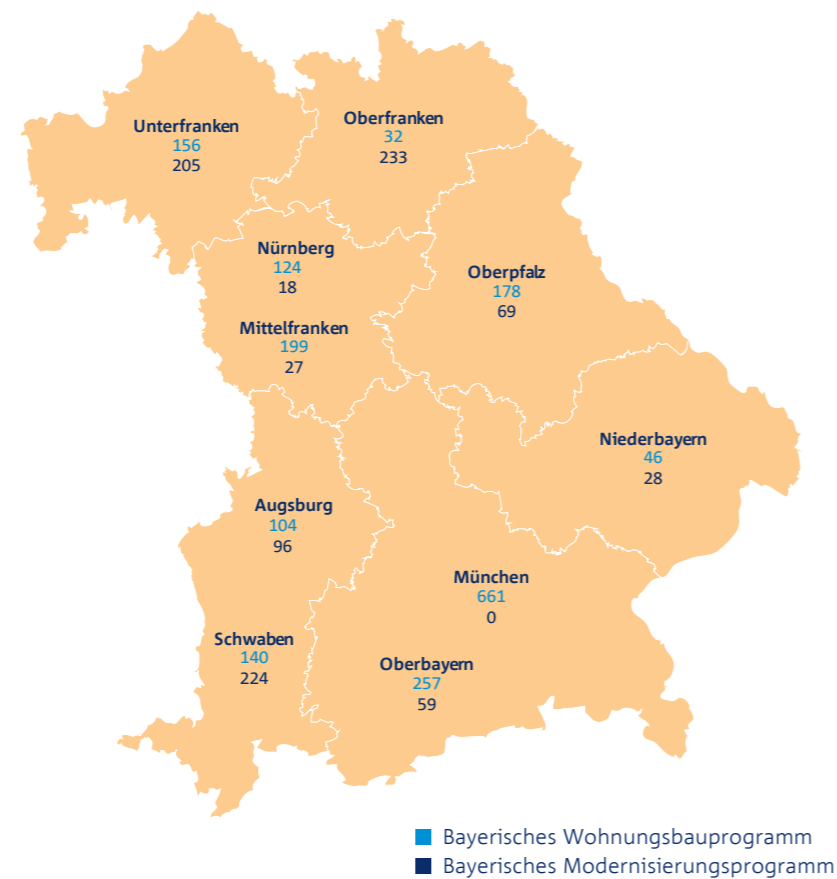 Unterfranken
156
205
Oberfranken
32
233
Nürnberg
124
18
Oberpfalz
178
69
Mittelfranken
199
27
Niederbayern
46
28
Augsburg
104
96
München
661
0
Schwaben
140
224
Oberbayern
257
59
Bayerisches Wohnungsbauprogramm
Bayerisches Modernisierungsprogramm